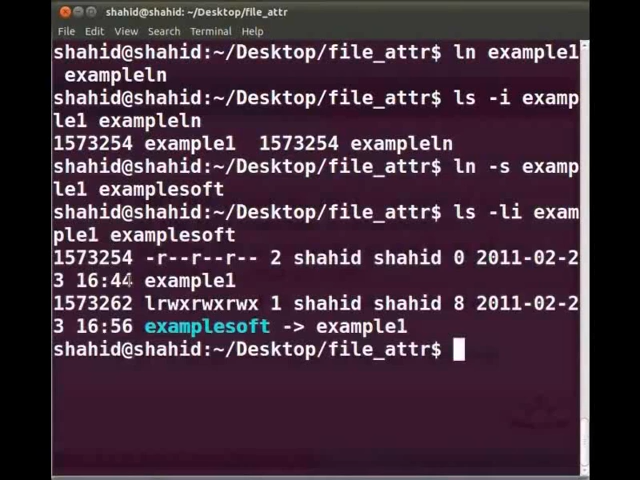 shahid@shahid: ~/Desktop/file_attr
File Edit View Search Terminal Help
shahid@shahid:~/Desktop/file_attr$ ln example1
 exampleln
shahid@shahid:~/Desktop/file_attr$ ls -i examp
le1 exampleln
1573254 example1  1573254 exampleln
shahid@shahid:~/Desktop/file_attr$ ln -s examp
le1 examplesoft
shahid@shahid:~/Desktop/file_attr$ ls -li exam
ple1 examplesoft
1573254 -r--r--r-- 2 shahid shahid 0 2011-02-2
3 16:44 example1
1573262 lrwxrwxrwx 1 shahid shahid 8 2011-02-2
3 16:56 examplesoft -> example1
shahid@shahid:~/Desktop/file_attr$